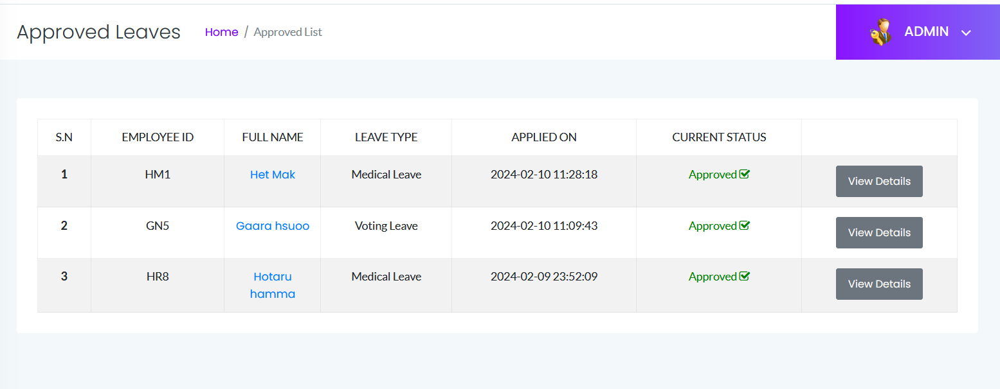 Approved Leaves Home / Approved List ADMIN
S.N EMPLOYEE ID FULL NAME LEAVE TYPE APPLIED ON CURRENT STATUS
1 HM1 Het Mak Medical Leave 2024-02-10 11:28:18 Approved View Details
2 GN5 Gaara hsuoo Voting Leave 2024-02-10 11:09:43 Approved View Details
3 HR8 Hotaru hamma Medical Leave 2024-02-09 23:52:09 Approved View Details